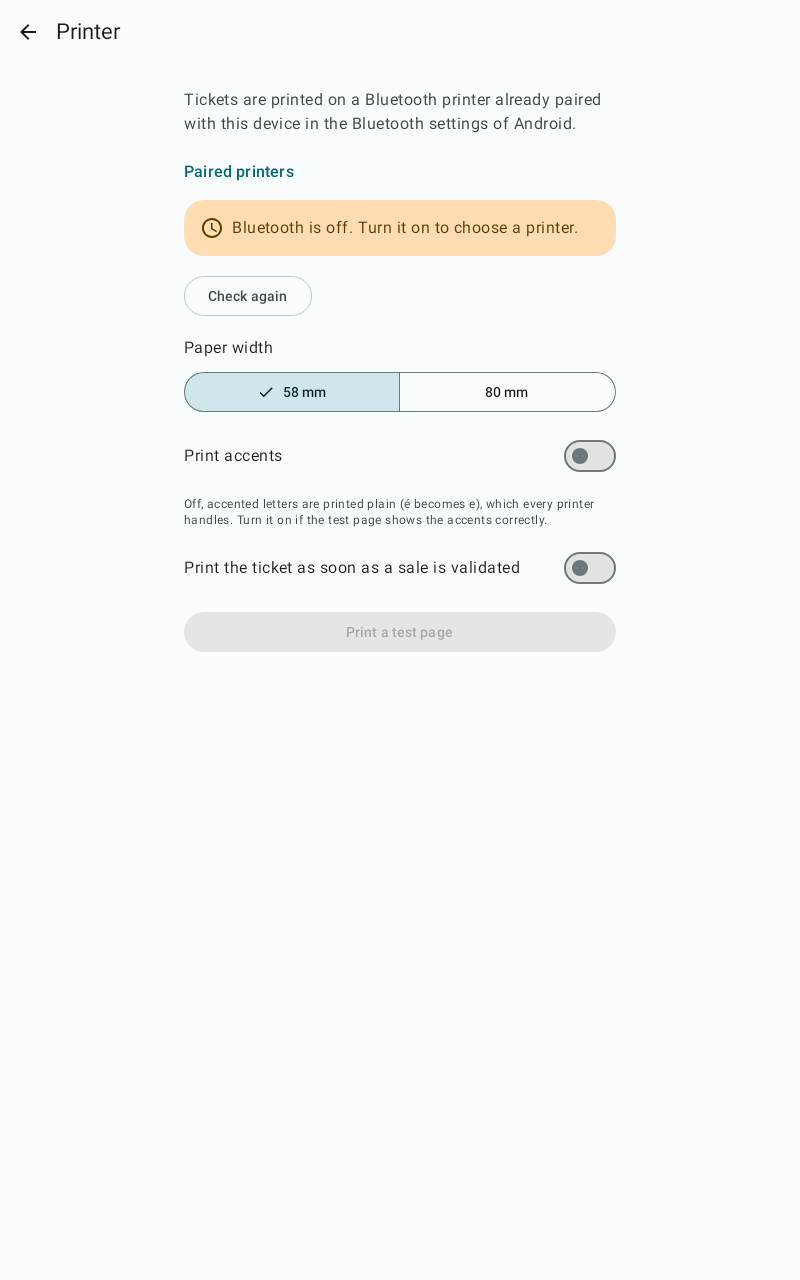 Printer
Tickets are printed on a Bluetooth printer already paired
with this device in the Bluetooth settings of Android.
Paired printers
Bluetooth is off. Turn it on to choose a printer.
Check again
Paper width
58 mm
80 mm
Print accents
Off, accented letters are printed plain (é becomes e), which every printer
handles. Turn it on if the test page shows the accents correctly.
Print the ticket as soon as a sale is validated
Print a test page